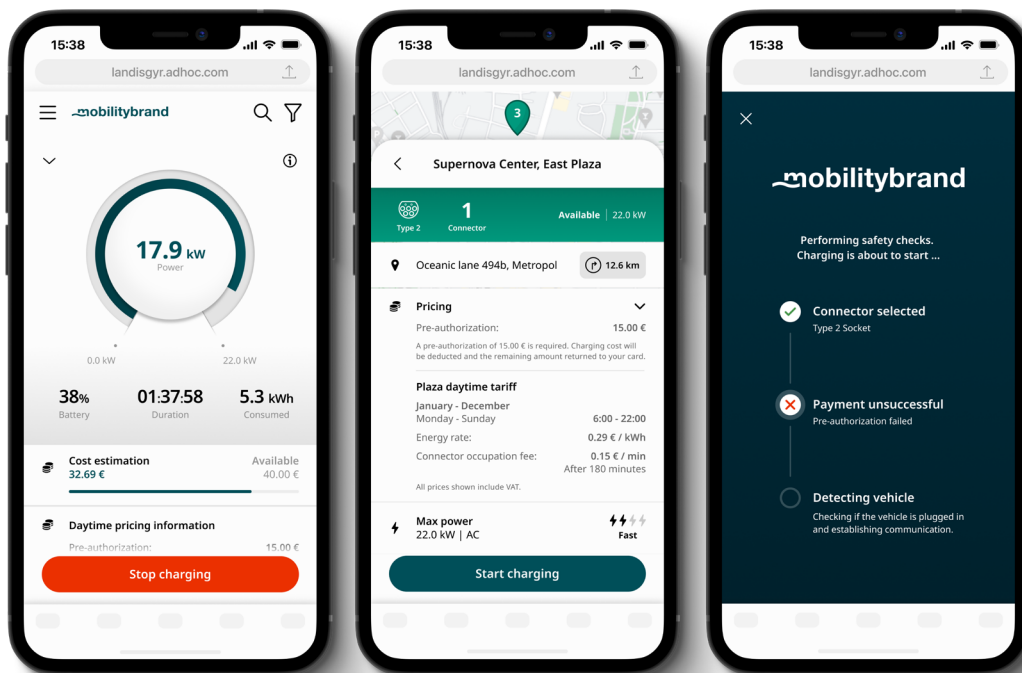 15:38
landisgyr.adhoc.com
mobilitybrand
17.9 kW
Power
0.0 kW
22.0 kW
38%
01:37:58
5.3 kWh
Battery
Duration
Consumed
Cost estimation
Available
32.69 €
40.00 €
Daytime pricing information
Pre-authorization:
15.00 €
Stop charging
15:38
landisgyr.adhoc.com
3
Supernova Center, East Plaza
1
Type 2
Connector
Available | 22.0 kW
Oceanic lane 494b, Metropol
12.6 km
Pricing
Pre-authorization:
15.00 €
A pre-authorization of 15.00 € is required. Charging cost will
be deducted and the remaining amount returned to your card.
Plaza daytime tariff
January - December
Monday - Sunday
6:00 - 22:00
Energy rate:
0.29 € / kWh
Connector occupation fee:
0.15 € / min
After 180 minutes
All prices shown include VAT.
Max power
22.0 kW | AC
Fast
Start charging
15:38
landisgyr.adhoc.com
mobilitybrand
Performing safety checks.
Charging is about to start ...
Connector selected
Type 2 Socket
Payment unsuccessful
Pre-authorization failed
Detecting vehicle
Checking if the vehicle is plugged in
and establishing communication.